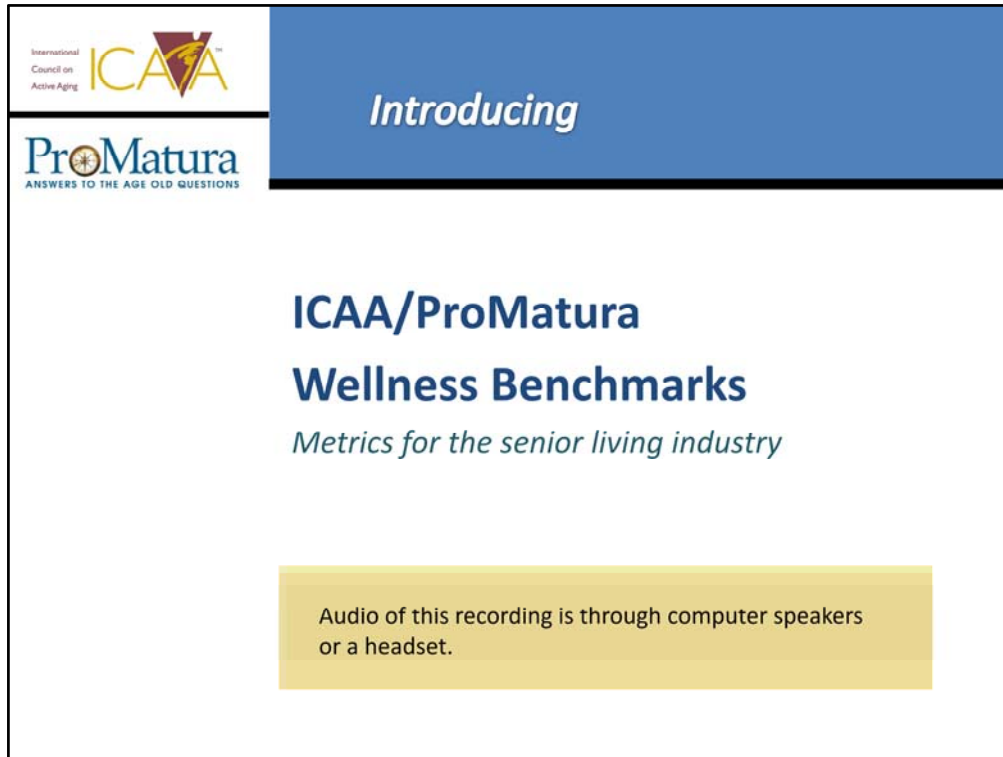 International
Council on
Active Aging
ICAA™
ProMatura
ANSWERS TO THE AGE OLD QUESTIONS
Introducing
ICAA/ProMatura
Wellness Benchmarks
Metrics for the senior living industry
Audio of this recording is through computer speakers
or a headset.